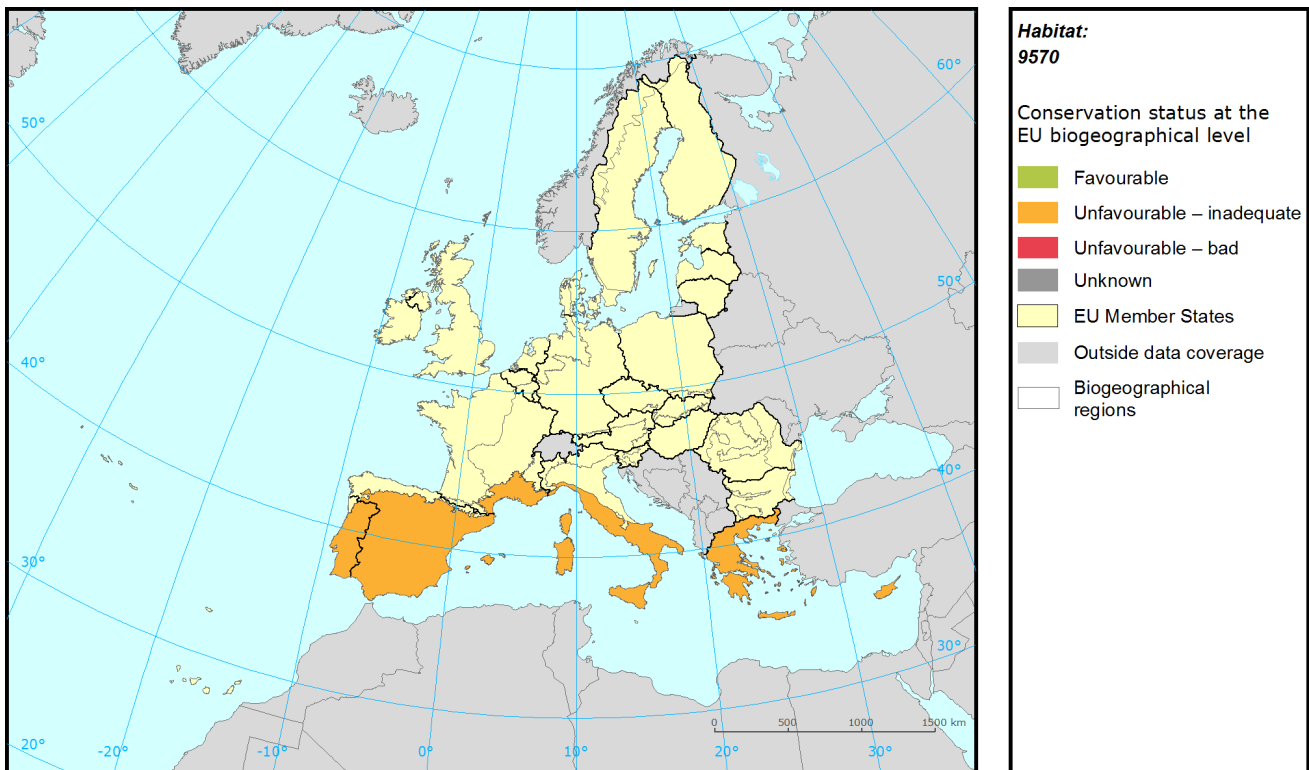 Habitat:
9570
Conservation status at the
EU biogeographical level
Favourable
Unfavourable – inadequate
Unfavourable – bad
Unknown
EU Member States
Outside data coverage
Biogeographical
regions
60°
50°
50°
40°
40°
30°
30°
20°
-20°
-10°
0°
10°
20°
30°
0 500 1000 1500 km